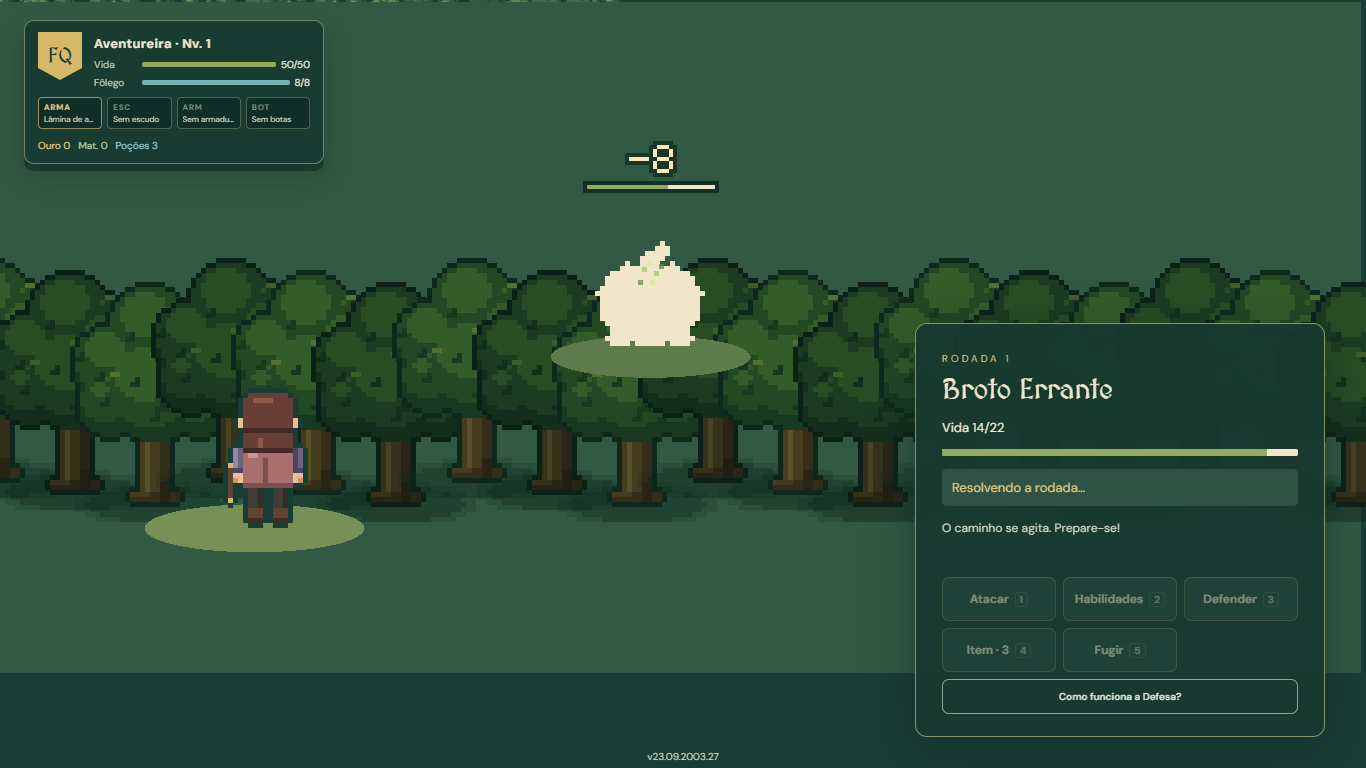 FQ
Aventureira · Nv. 1
Vida 50/50
Fôlego 8/8
ARMA ESC ARM BOT
Lâmina de a... Sem escudo Sem armadu... Sem botas
Ouro 0 Mat. 0 Poções 3
-8
RODADA 1
Broto Errante
Vida 14/22
Resolvendo a rodada...
O caminho se agita. Prepare-se!
Atacar 1 Habilidades 2 Defender 3
Item · 3 4 Fugir 5
Como funciona a Defesa?
v23.09.2003.27